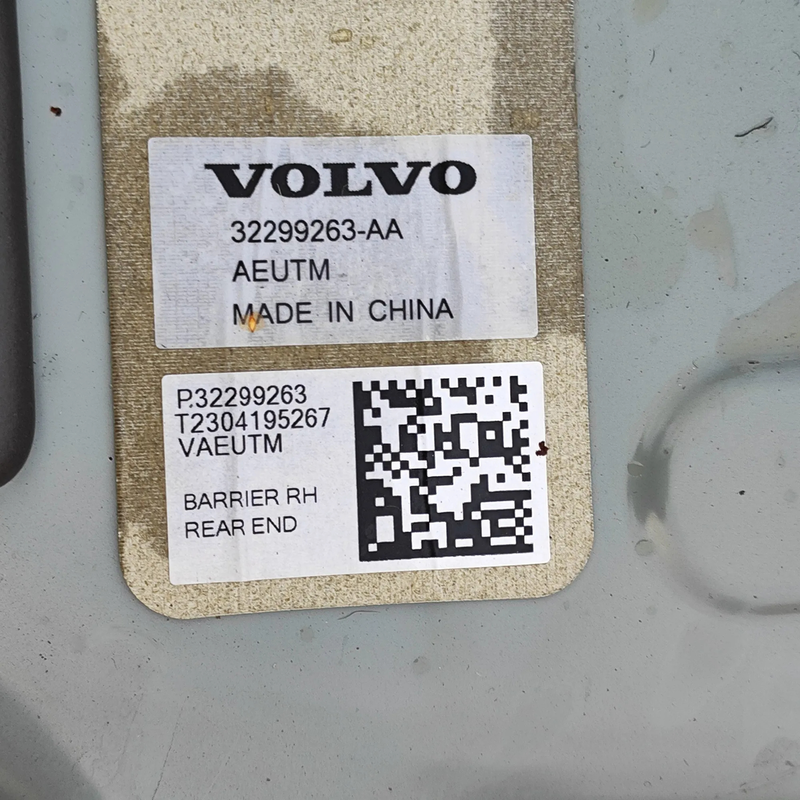 VOLVO
32299263-AA
AEUTM
MADE IN CHINA
P.32299263
T2304195267
VAEUTM
BARRIER RH
REAR END